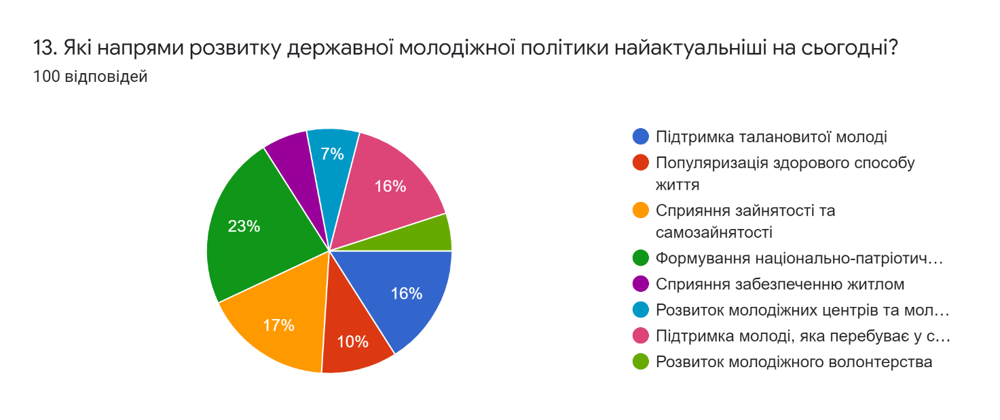 13. Які напрями розвитку державної молодіжної політики найактуальніші на сьогодні?
100 відповідей
7%
16%
23%
16%
17%
10%
Підтримка талановитої молоді
Популяризація здорового способу
життя
Сприяння зайнятості та
самозайнятості
Формування національно-патріотич…
Сприяння забезпеченню житлом
Розвиток молодіжних центрів та мол…
Підтримка молоді, яка перебуває у с…
Розвиток молодіжного волонтерства